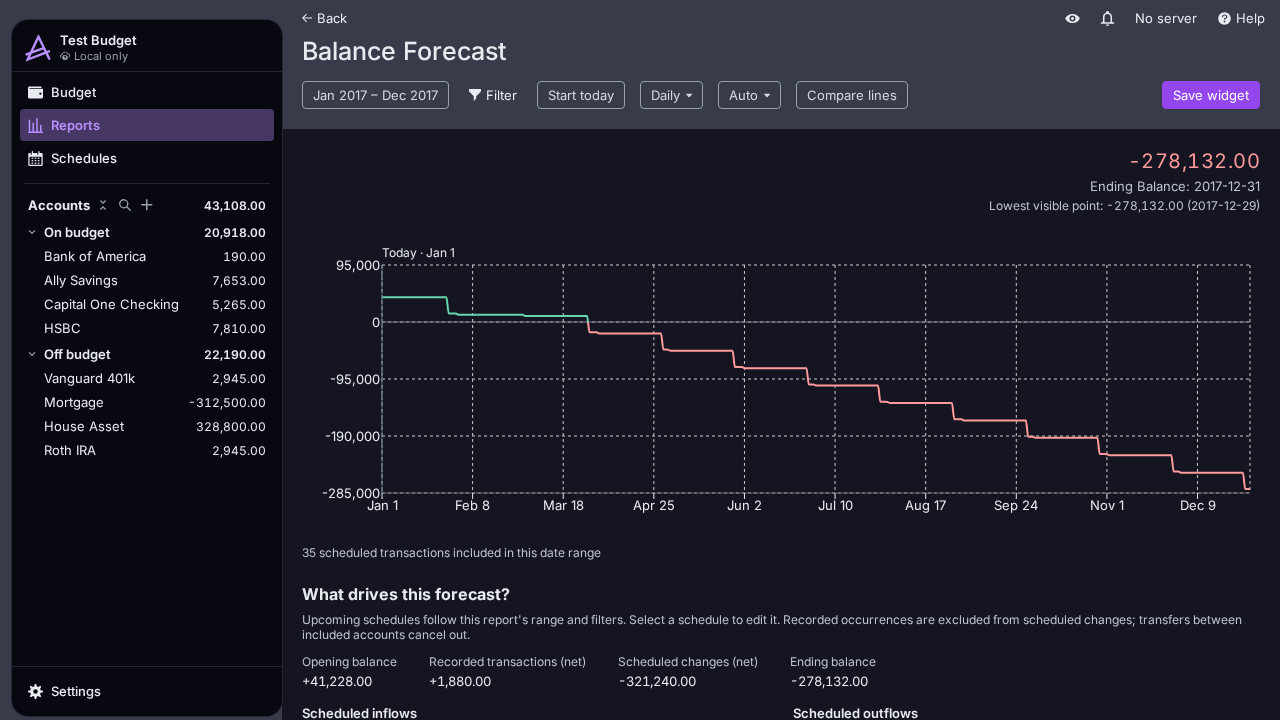 Test Budget
Local only
Budget
Reports
Schedules
Accounts 43,108.00
On budget 20,918.00
Bank of America 190.00
Ally Savings 7,653.00
Capital One Checking 5,265.00
HSBC 7,810.00
Off budget 22,190.00
Vanguard 401k 2,945.00
Mortgage -312,500.00
House Asset 328,800.00
Roth IRA 2,945.00
Settings
Back
No server
Help
Balance Forecast
Jan 2017 – Dec 2017
Filter
Start today
Daily
Auto
Compare lines
Save widget
-278,132.00
Ending Balance: 2017-12-31
Lowest visible point: -278,132.00 (2017-12-29)
Today · Jan 1
95,000
0
-95,000
-190,000
-285,000
Jan 1 Feb 8 Mar 18 Apr 25 Jun 2 Jul 10 Aug 17 Sep 24 Nov 1 Dec 9
35 scheduled transactions included in this date range
What drives this forecast?
Upcoming schedules follow this report's range and filters. Select a schedule to edit it. Recorded occurrences are excluded from scheduled changes; transfers between
included accounts cancel out.
Opening balance Recorded transactions (net) Scheduled changes (net) Ending balance
+41,228.00 +1,880.00 -321,240.00 -278,132.00
Scheduled inflows Scheduled outflows